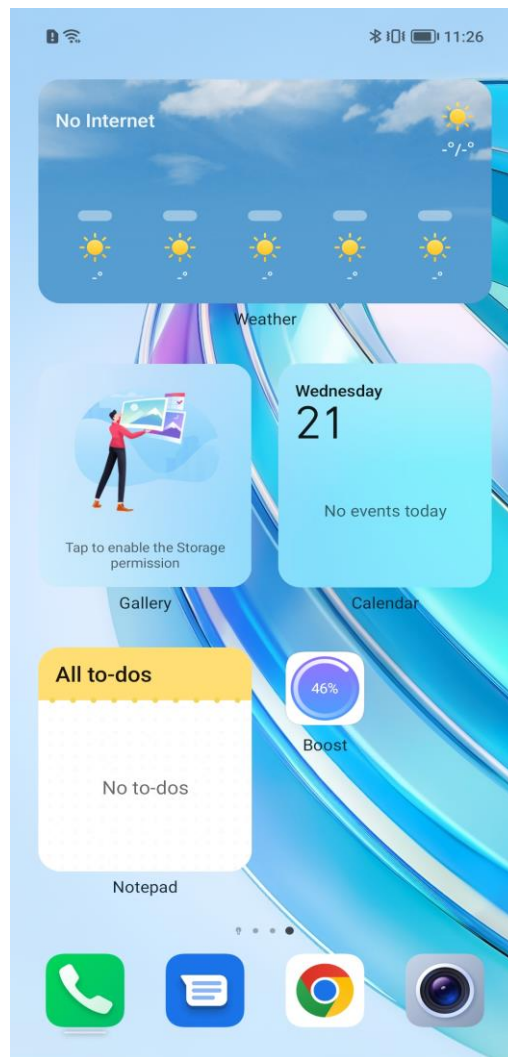 11:26
No Internet
-°/-°
-° -° -° -° -°
Weather
Wednesday
21
No events today
Tap to enable the Storage
permission
Gallery
Calendar
All to-dos
46%
Boost
No to-dos
Notepad